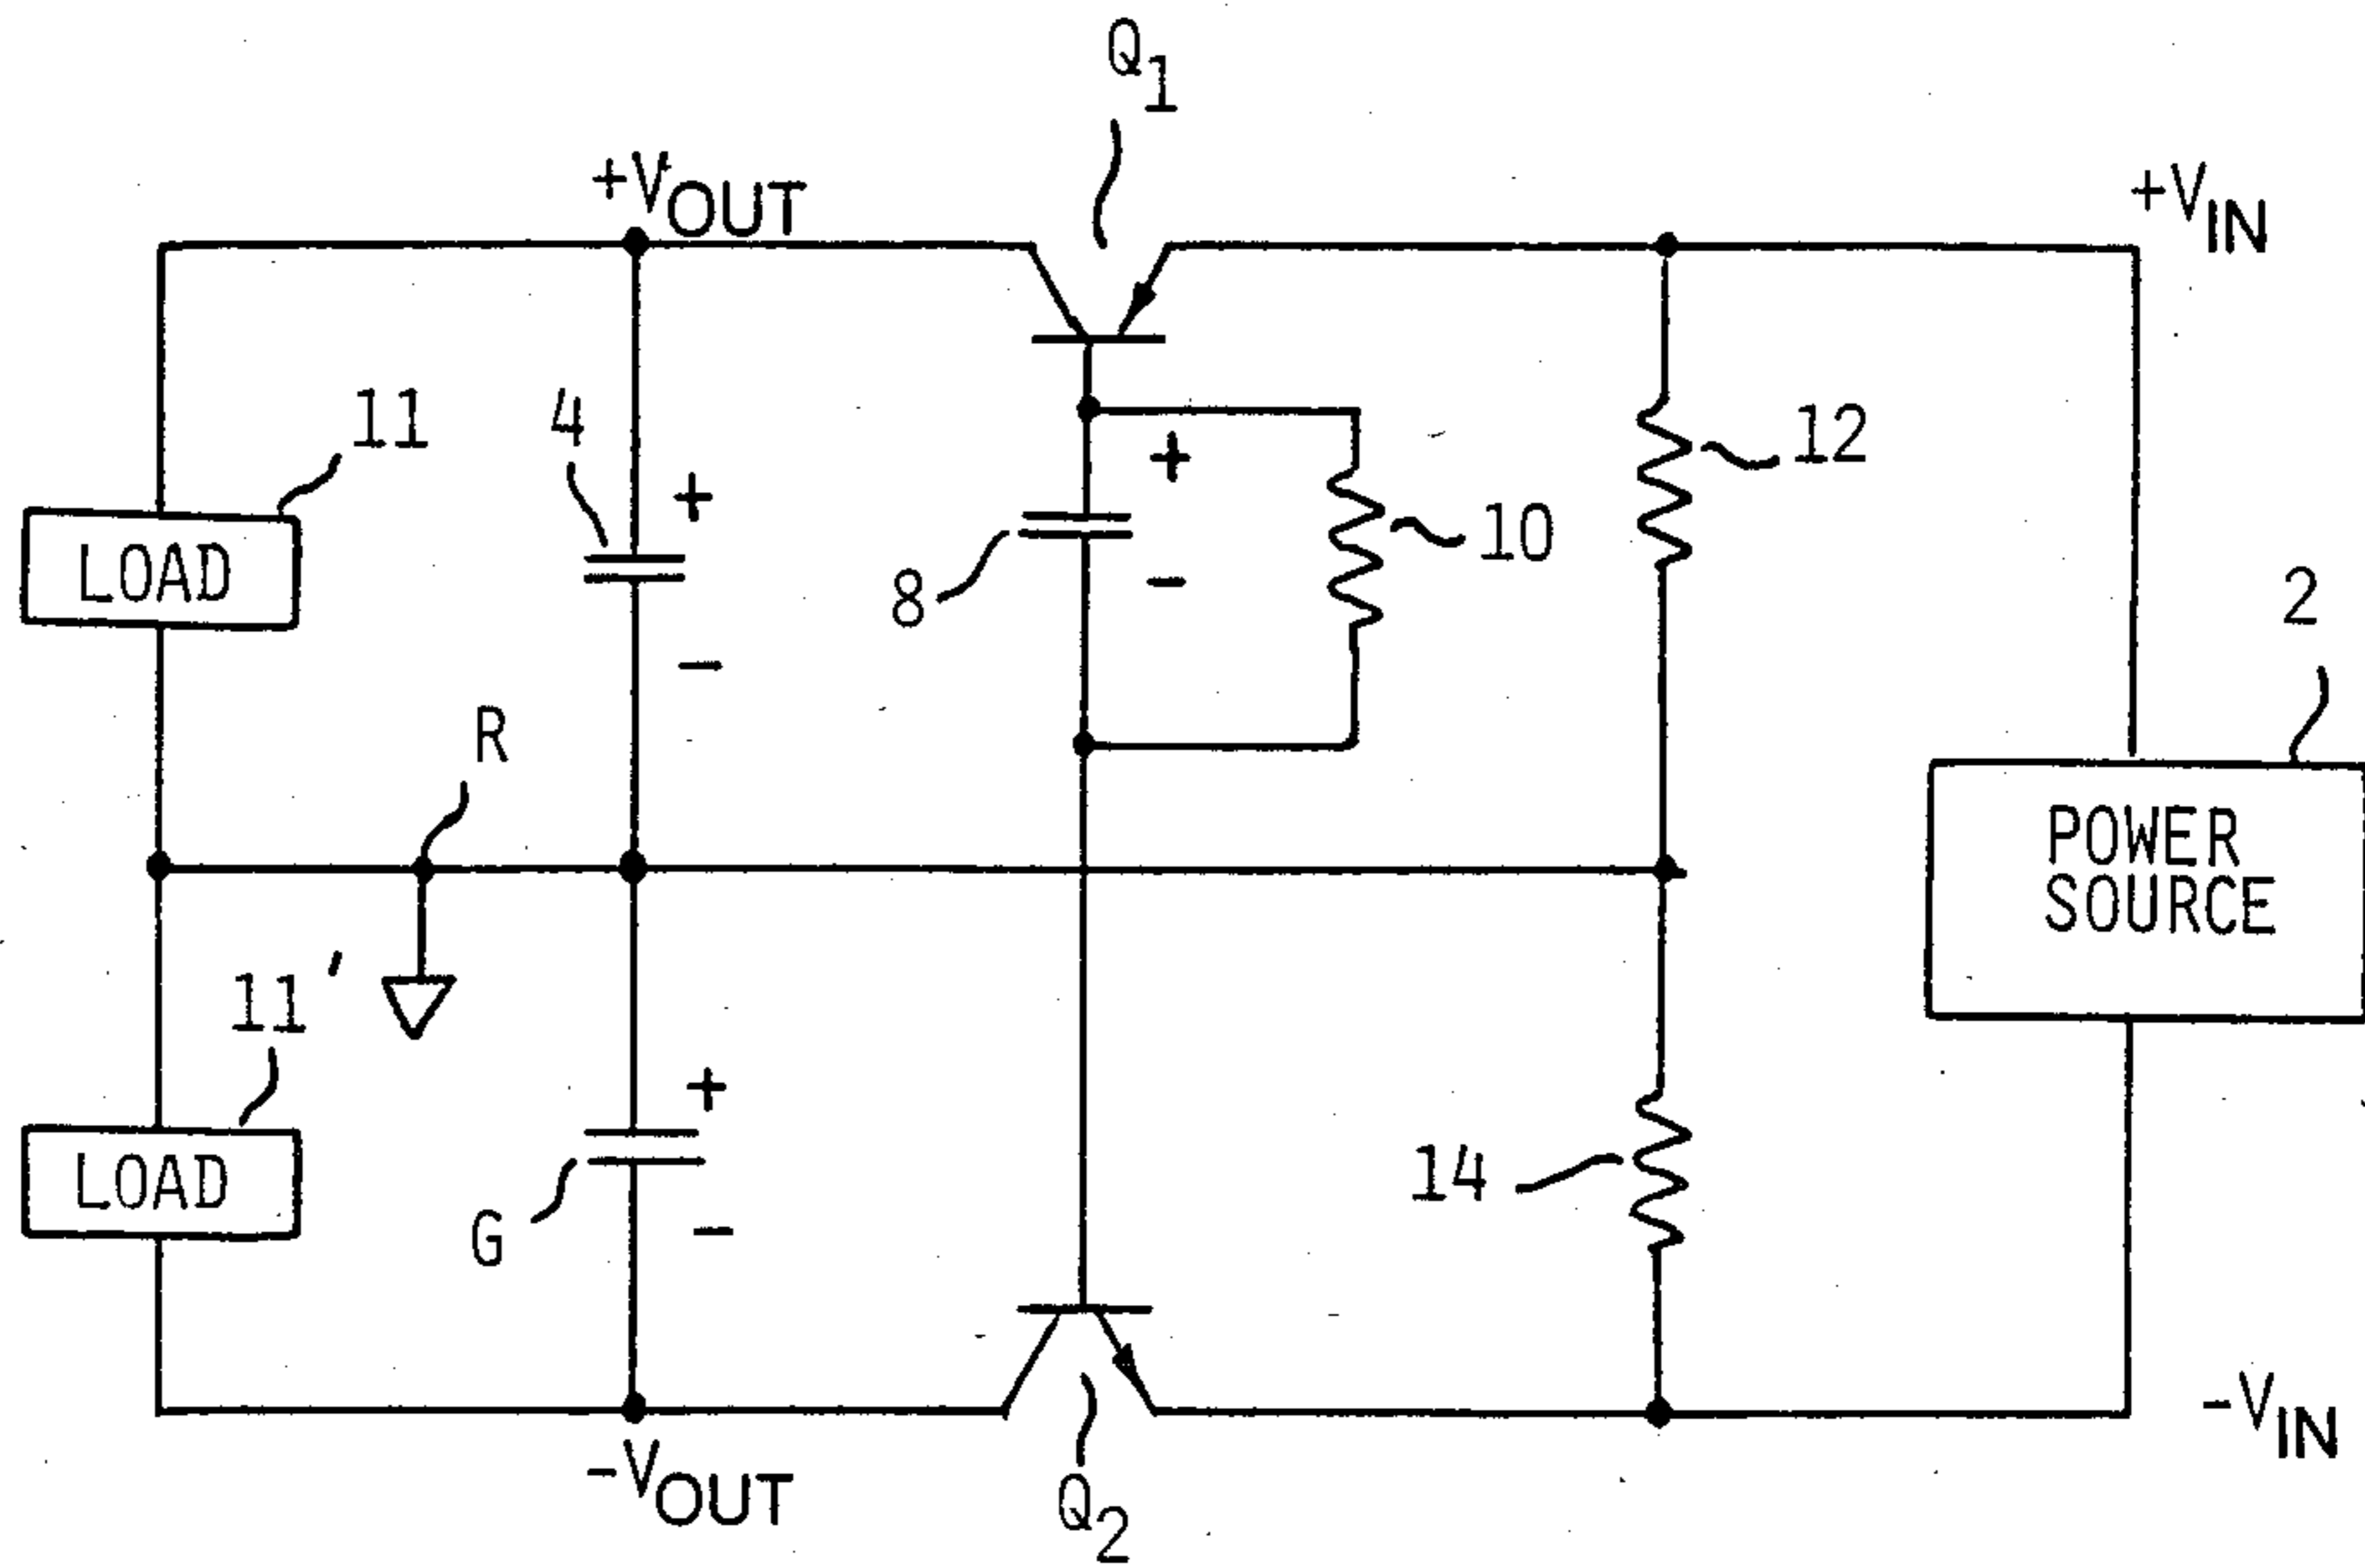 Q1
+VOUT
+VIN
11
4
+
+
12
10
LOAD
8
-
2
-
R
POWER
SOURCE
11'
+
14
LOAD
G
-
-VIN
-VOUT
Q2